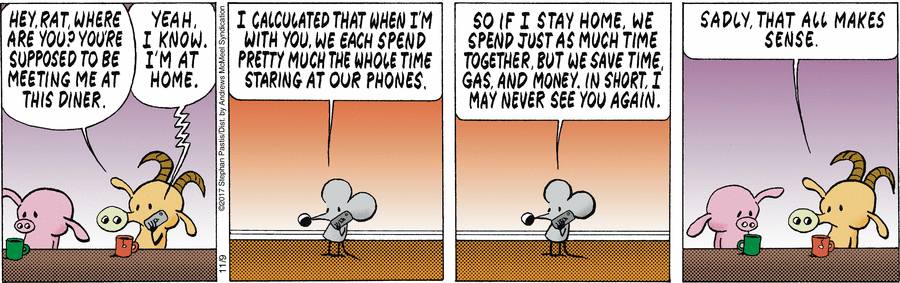 HEY, RAT, WHERE
ARE YOU? YOU'RE
SUPPOSED TO BE
MEETING ME AT
THIS DINER.
YEAH,
I KNOW.
I'M AT
HOME.
©2017 Stephan Pastis/Dist. by Andrews McMeel Syndication
11/9
I CALCULATED THAT WHEN I'M
WITH YOU, WE EACH SPEND
PRETTY MUCH THE WHOLE TIME
STARING AT OUR PHONES.
SO IF I STAY HOME, WE
SPEND JUST AS MUCH TIME
TOGETHER, BUT WE SAVE TIME,
GAS, AND MONEY. IN SHORT, I
MAY NEVER SEE YOU AGAIN.
SADLY, THAT ALL MAKES
SENSE.